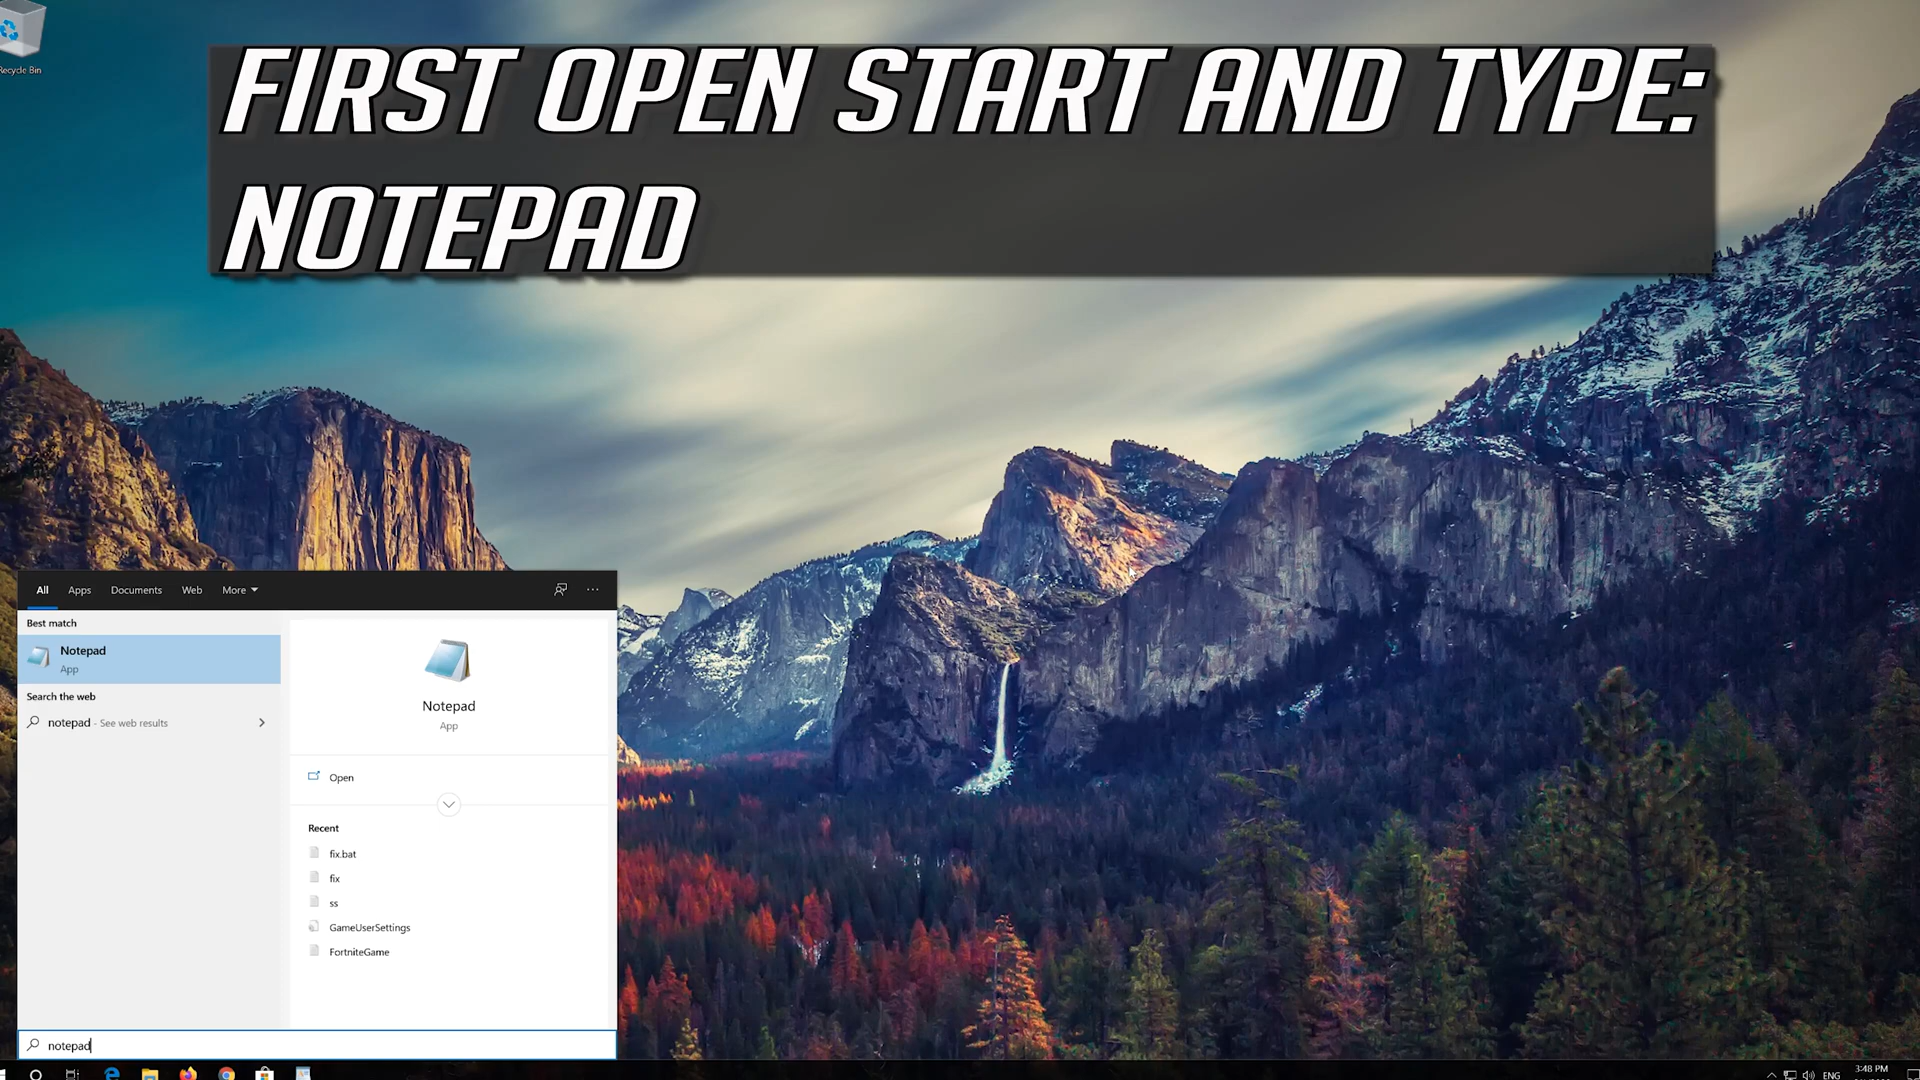 Recycle Bin
FIRST OPEN START AND TYPE:
NOTEPAD
All Apps Documents Web More
Best match
Notepad
App
Search the web
notepad - See web results
Notepad
App
Open
Recent
fix.bat
fix
ss
GameUserSettings
FortniteGame
notepad
ENG
3:48 PM